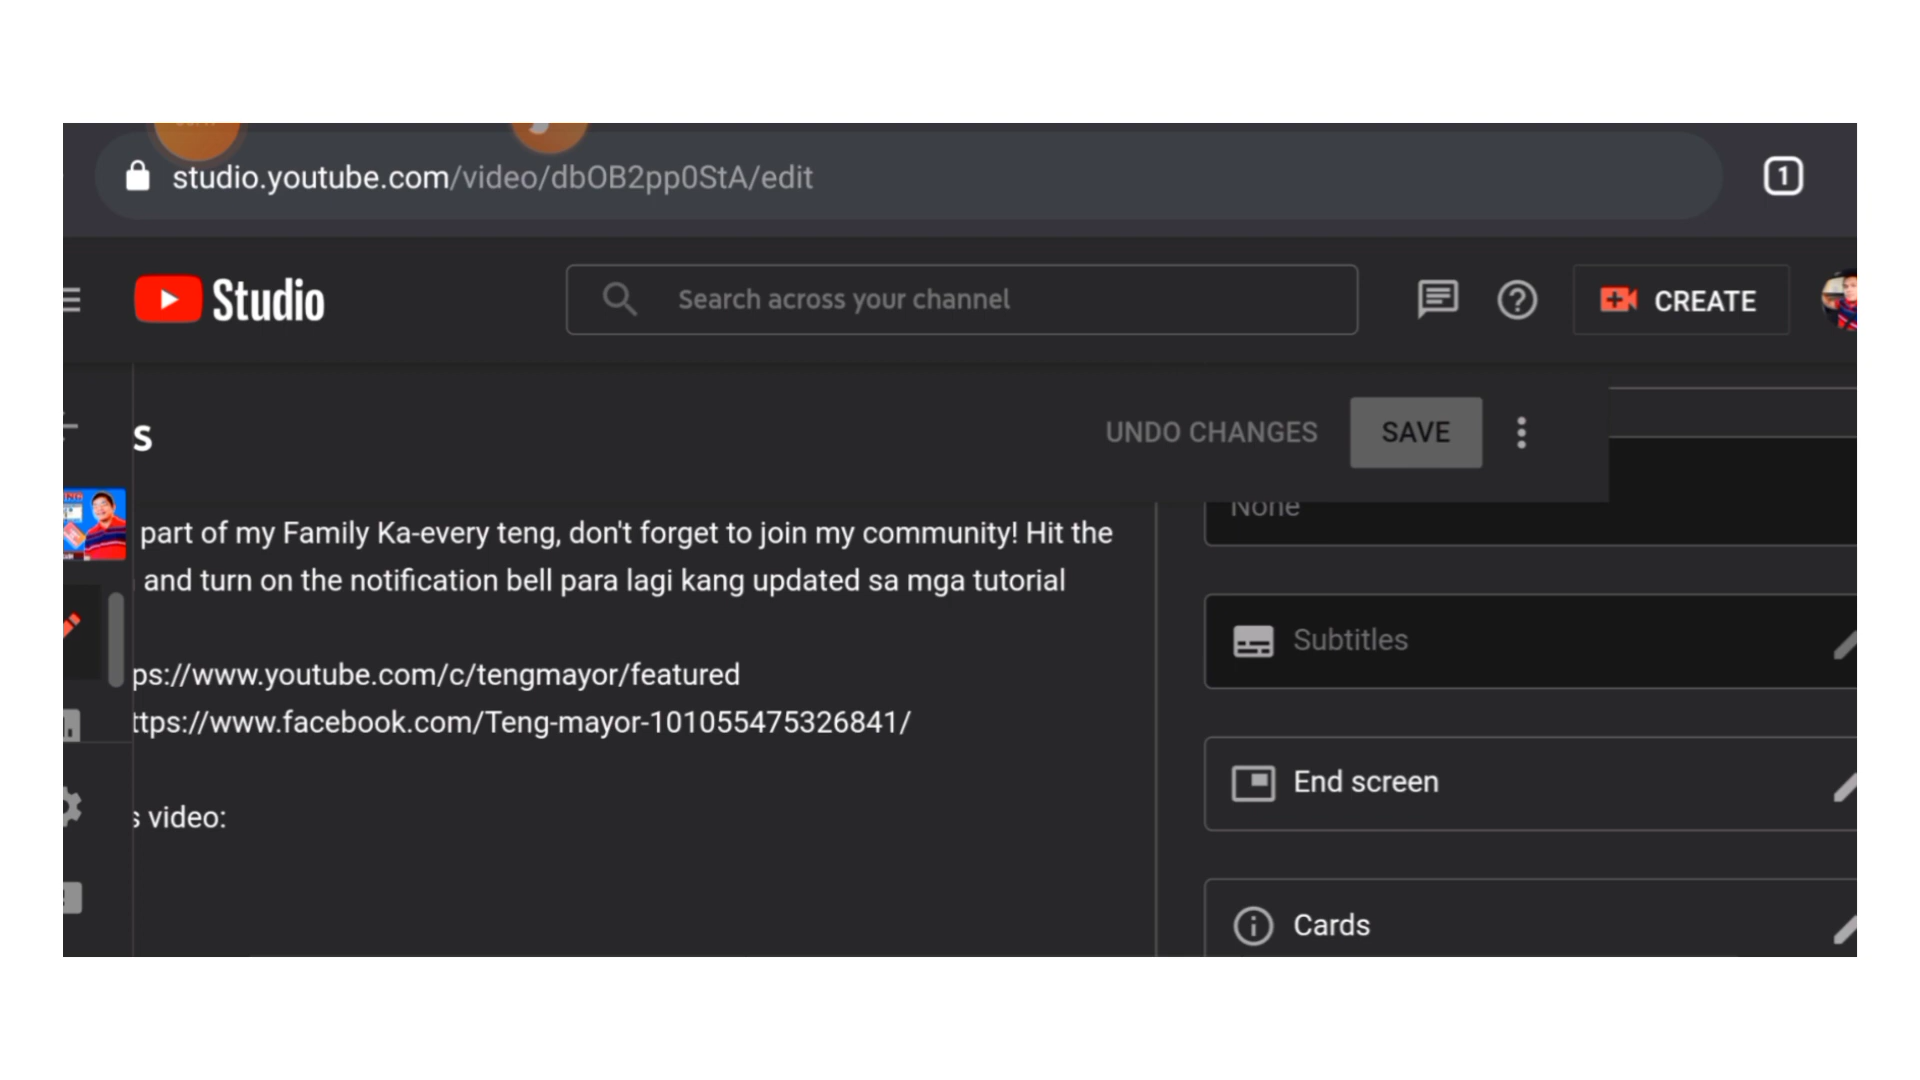 studio.youtube.com/video/dbOB2pp0StA/edit
1
Studio
Search across your channel
CREATE
s
UNDO CHANGES
SAVE
None
part of my Family Ka-every teng, don't forget to join my community! Hit the
and turn on the notification bell para lagi kang updated sa mga tutorial
Subtitles
ps://www.youtube.com/c/tengmayor/featured
ttps://www.facebook.com/Teng-mayor-101055475326841/
End screen
s video:
Cards